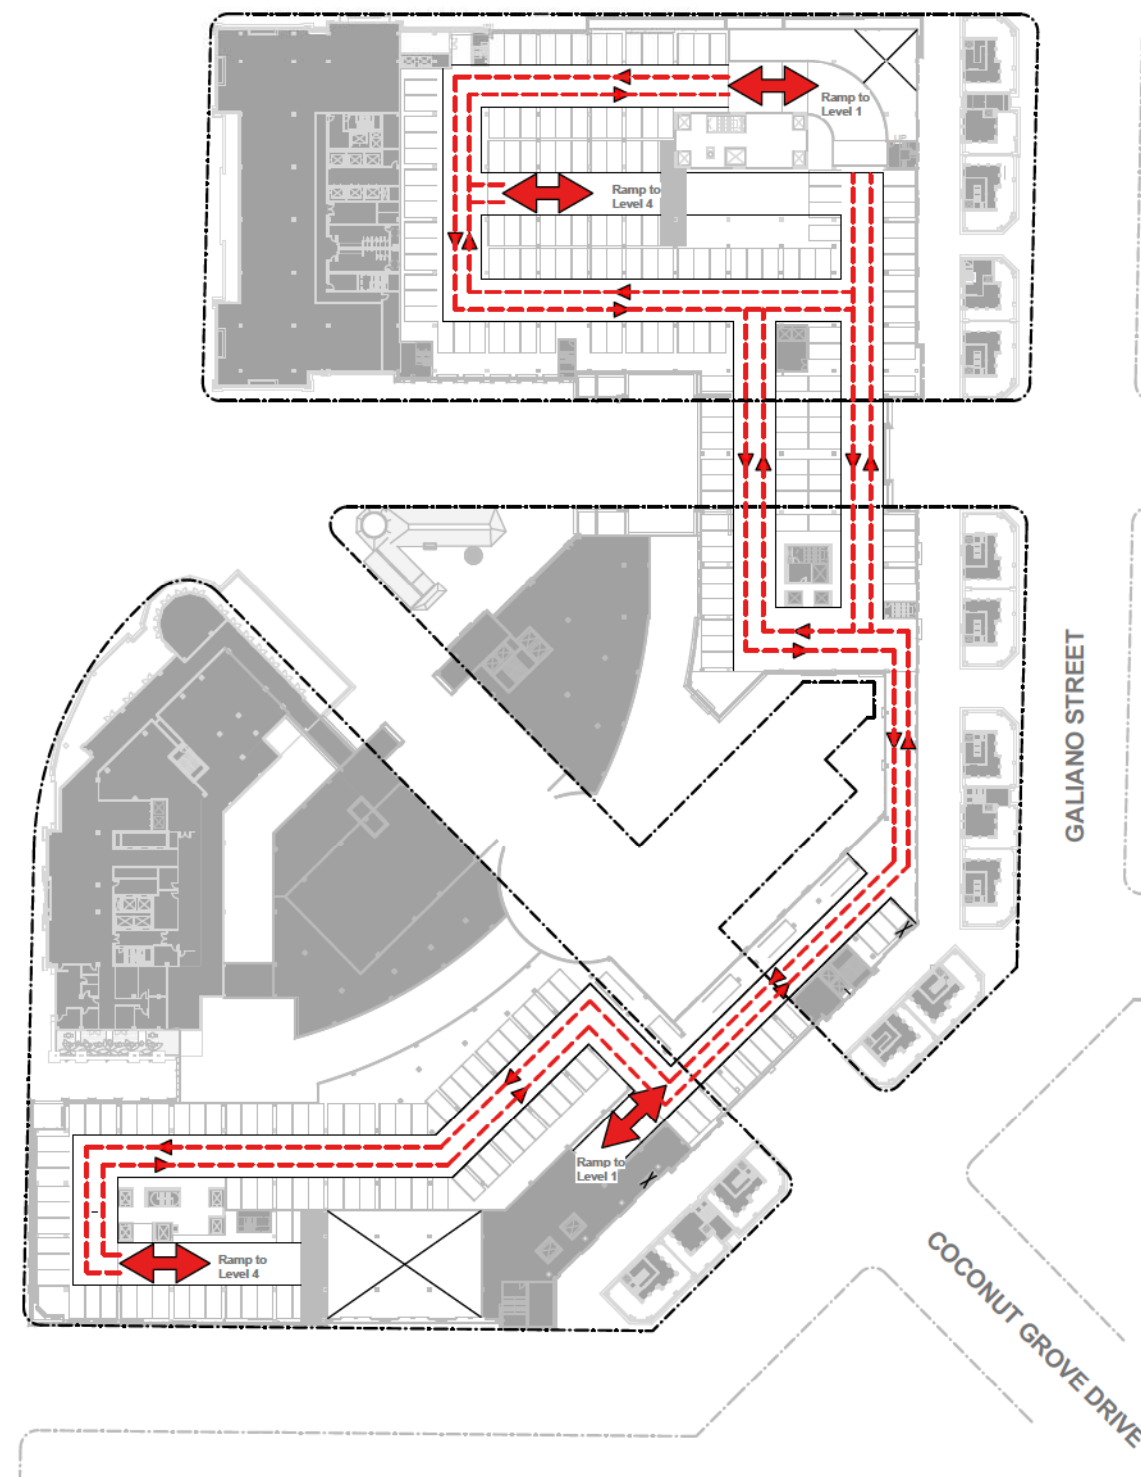 Ramp to
Level 1
Ramp to
Level 4
GALIANO STREET
Ramp to
Level 1
Ramp to
Level 4
COCONUT GROVE DRIVE